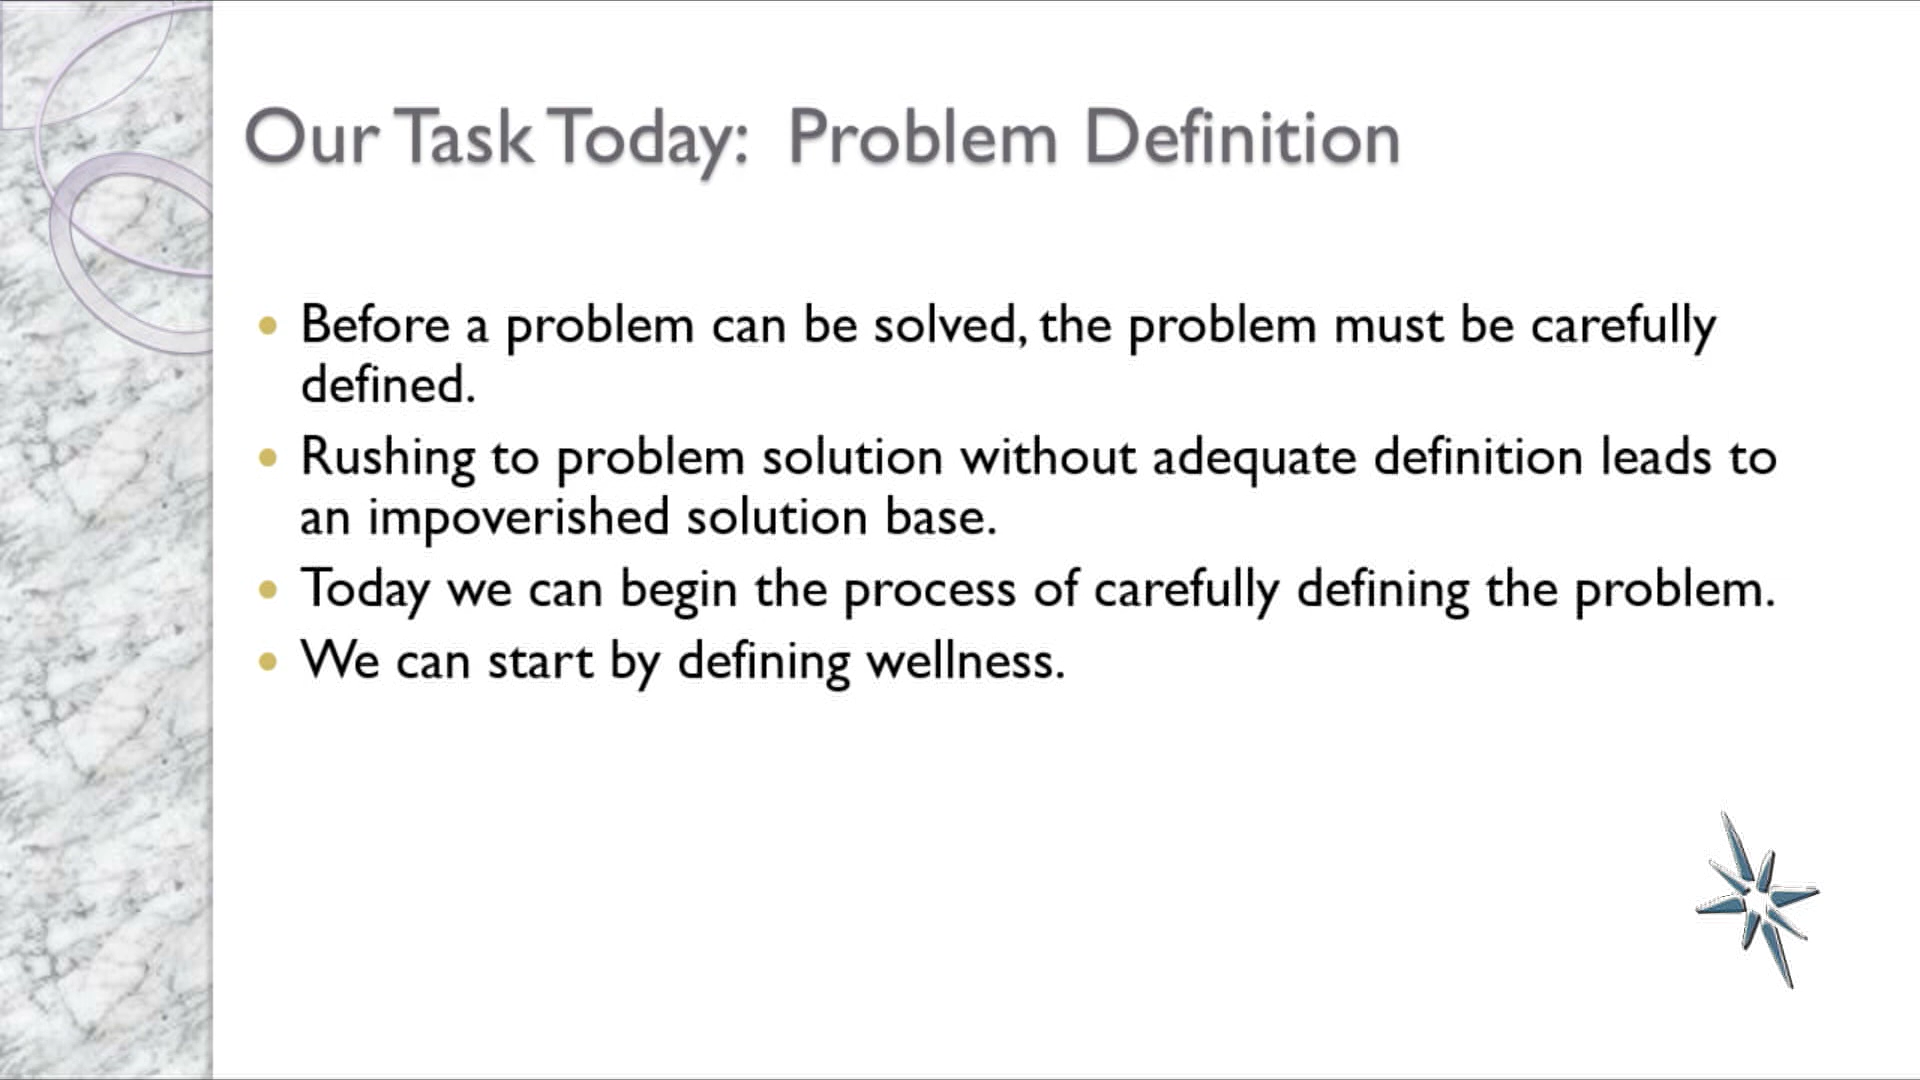 Our Task Today: Problem Definition
• Before a problem can be solved, the problem must be carefully
defined.
• Rushing to problem solution without adequate definition leads to
an impoverished solution base.
• Today we can begin the process of carefully defining the problem.
• We can start by defining wellness.